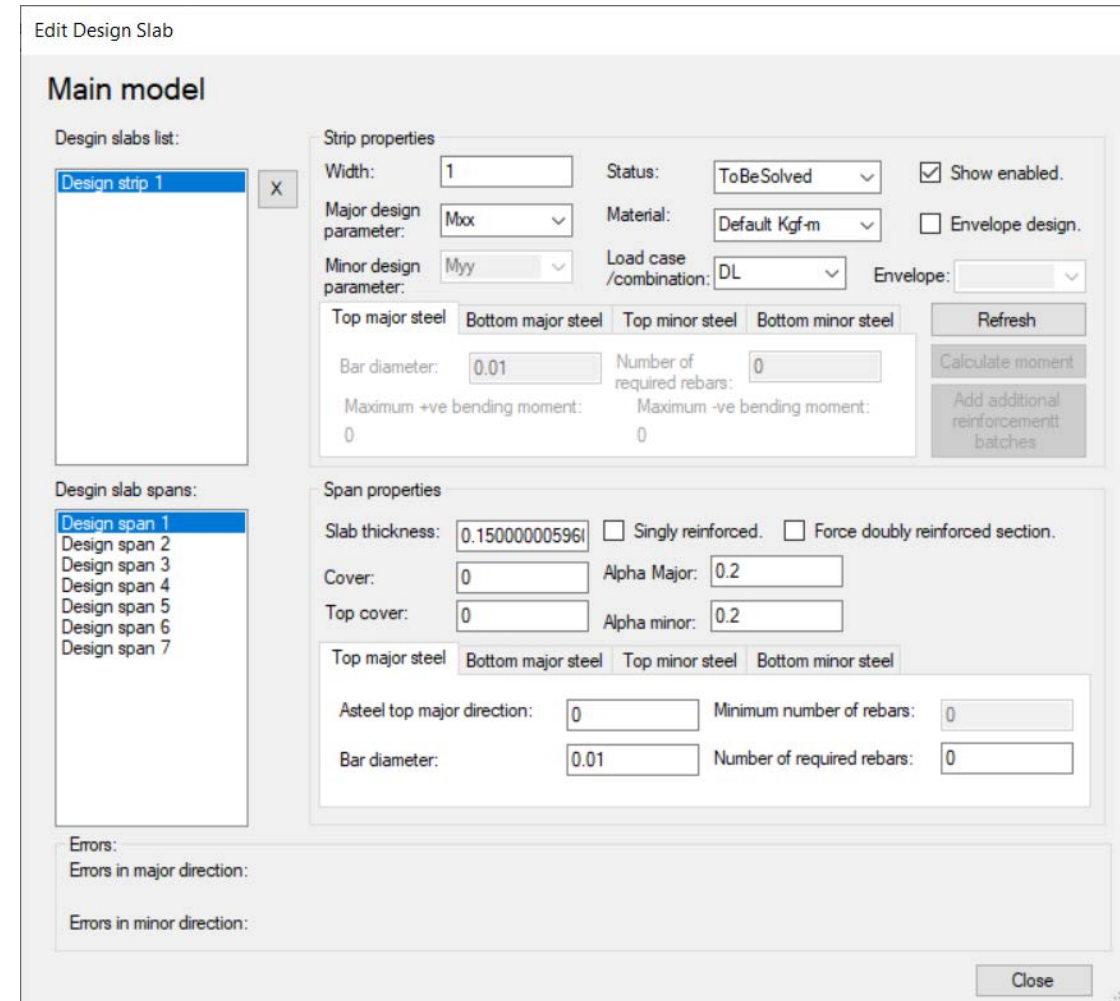 Edit Design Slab
Main model
Desgin slabs list:
Design strip 1
X
Strip properties
Width:
1
Status:
ToBeSolved
Show enabled.
Major design
parameter:
Mxx
Material:
Default Kgf-m
Envelope design.
Minor design
parameter:
Myy
Load case
/combination:
DL
Envelope:
Top major steel
Bottom major steel
Top minor steel
Bottom minor steel
Refresh
Bar diameter:
0.01
Number of
required rebars:
0
Calculate moment
Maximum +ve bending moment:
0
Maximum -ve bending moment:
0
Add additional
reinforcementt
batches
Desgin slab spans:
Design span 1
Design span 2
Design span 3
Design span 4
Design span 5
Design span 6
Design span 7
Span properties
Slab thickness:
0.15000000596
Singly reinforced.
Force doubly reinforced section.
Cover:
0
Alpha Major:
0.2
Top cover:
0
Alpha minor:
0.2
Top major steel
Bottom major steel
Top minor steel
Bottom minor steel
Asteel top major direction:
0
Minimum number of rebars:
0
Bar diameter:
0.01
Number of required rebars:
0
Errors:
Errors in major direction:
Errors in minor direction:
Close